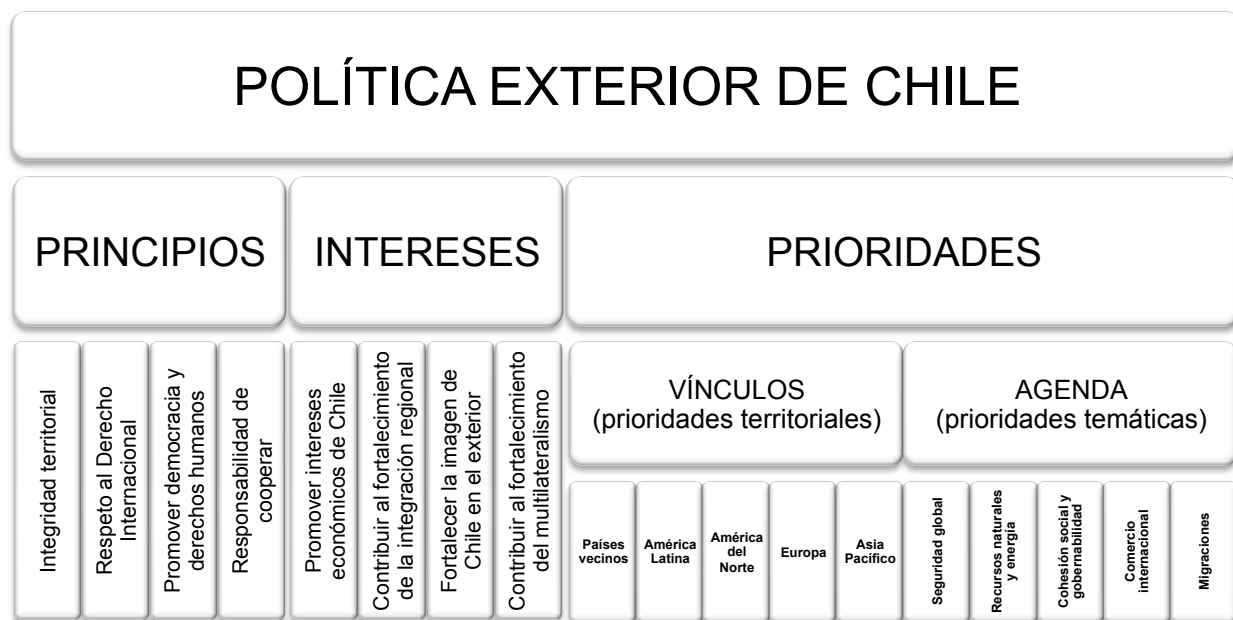 POLÍTICA EXTERIOR DE CHILE
PRINCIPIOS
INTERESES
PRIORIDADES
Integridad territorial
Respeto al Derecho
Internacional
Promover democracia y
derechos humanos
Responsabilidad de
cooperar
Promover intereses
económicos de Chile
Contribuir al fortalecimiento
de la integración regional
Fortalecer la imagen de
Chile en el exterior
Contribuir al fortalecimiento
del multilateralismo
VÍNCULOS
(prioridades territoriales)
AGENDA
(prioridades temáticas)
Países
vecinos
América
Latina
América
del
Norte
Europa
Asia
Pacífico
Seguridad global
Recursos naturales
y energía
Cohesión social y
gobernabilidad
Comercio
internacional
Migraciones